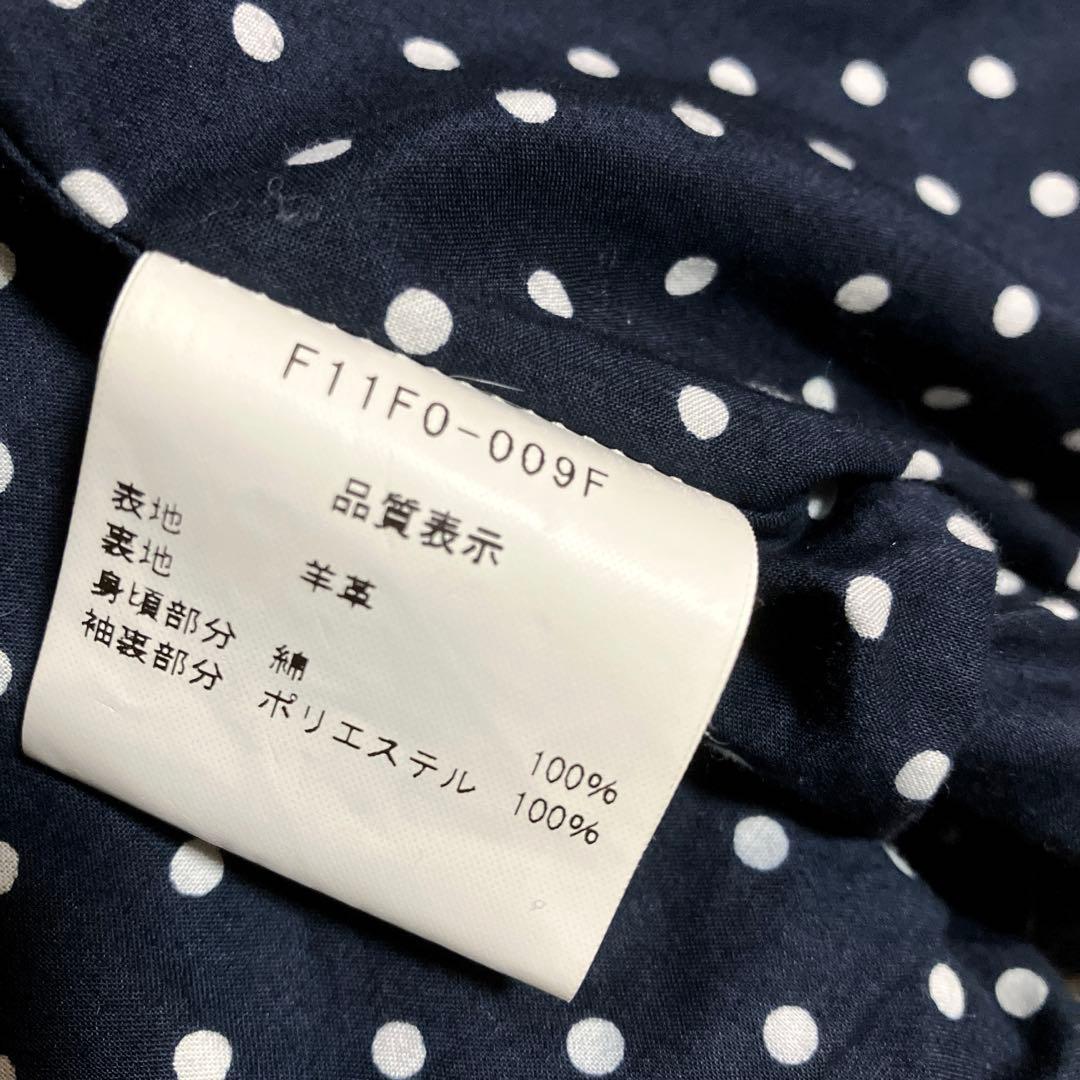 F11F0-009F
品質表示
表地 羊革
裏地
身頃部分 綿 100%
袖裏部分 ポリエステル 100%